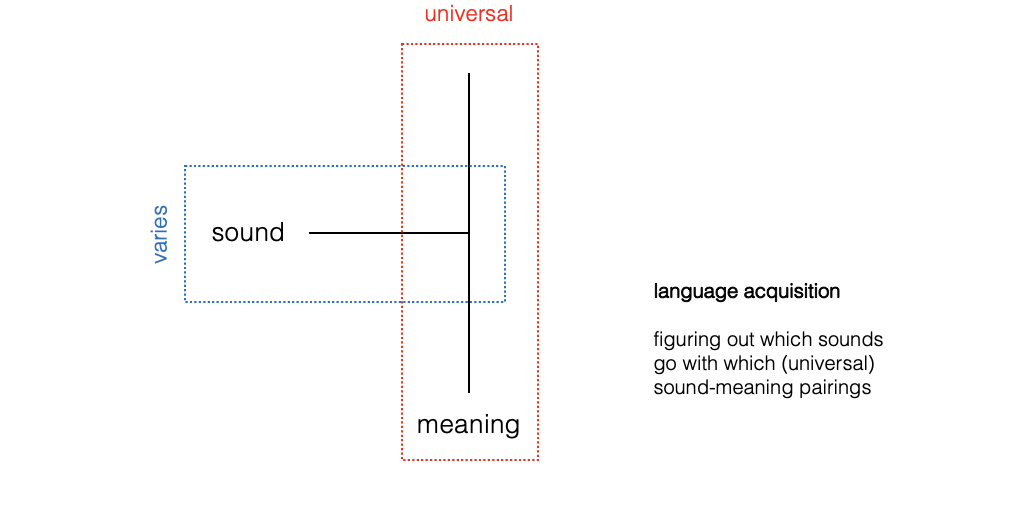 universal
varies
sound
meaning
language acquisition
figuring out which sounds
go with which (universal)
sound-meaning pairings